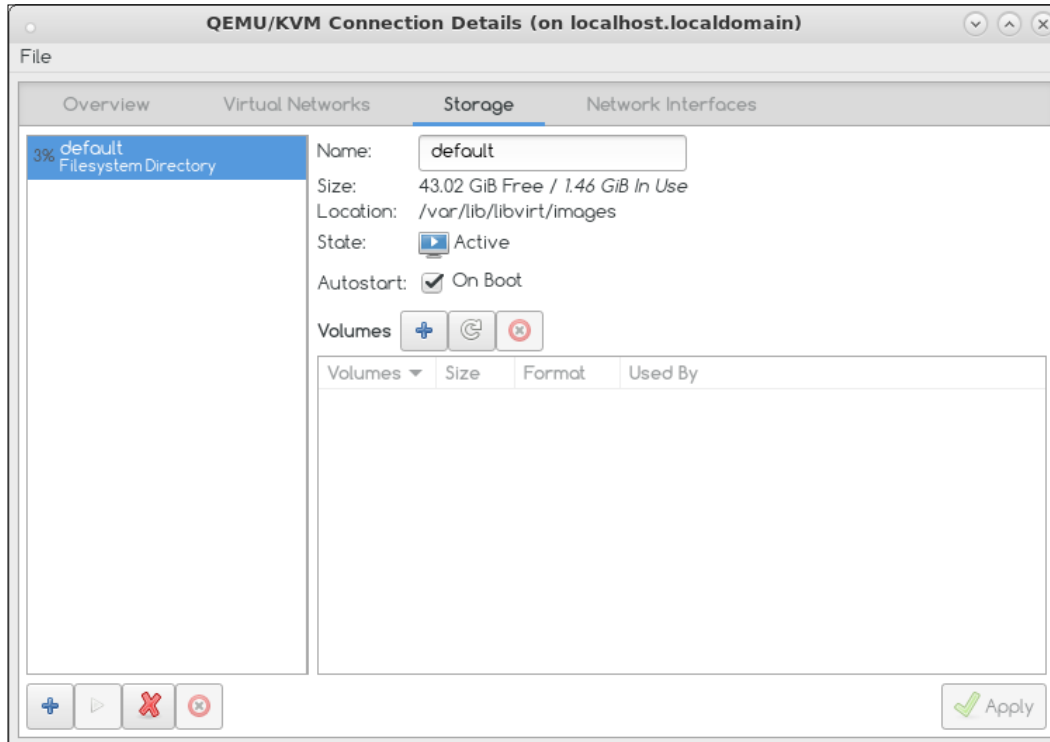 QEMU/KVM Connection Details (on localhost.localdomain)
File
Overview Virtual Networks Storage Network Interfaces
3% default
Filesystem Directory
Name: default
Size: 43.02 GiB Free / 1.46 GiB In Use
Location: /var/lib/libvirt/images
State: Active
Autostart: On Boot
Volumes
Volumes Size Format Used By
Apply